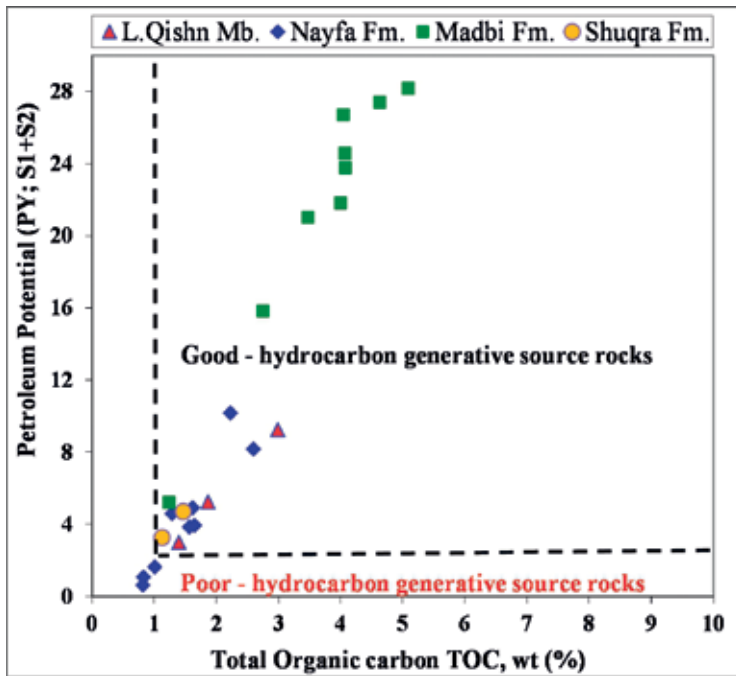 L.Qishn Mb. Nayfa Fm. Madbi Fm. Shuqra Fm.
Petroleum Potential (PY; S1+S2)
28
24
20
16
12
8
4
0
Good - hydrocarbon generative source rocks
Poor - hydrocarbon generative source rocks
0 1 2 3 4 5 6 7 8 9 10
Total Organic carbon TOC, wt (%)